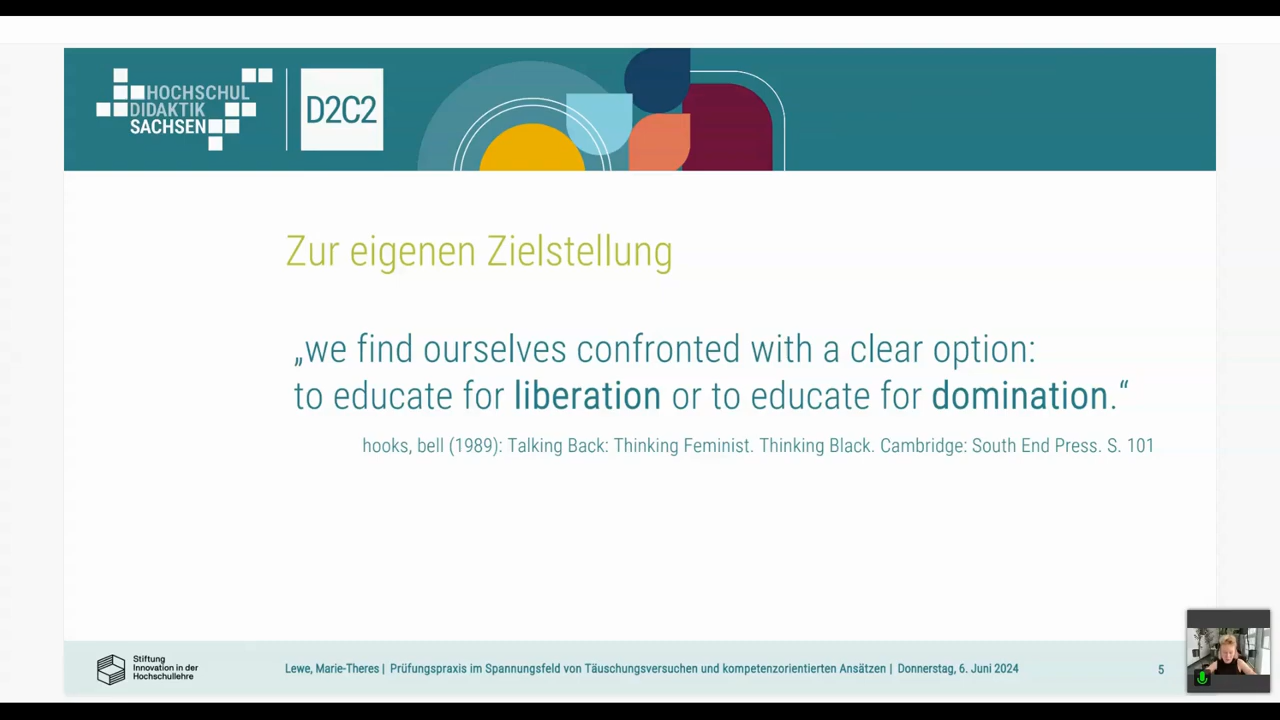 HOCHSCHUL
DIDAKTIK
SACHSEN
D2C2
Zur eigenen Zielstellung
„we find ourselves confronted with a clear option:
to educate for liberation or to educate for domination.“
hooks, bell (1989): Talking Back: Thinking Feminist. Thinking Black. Cambridge: South End Press. S. 101
Stiftung
Innovation in der
Hochschullehre
Lewe, Marie-Theres | Prüfungspraxis im Spannungsfeld von Täuschungsversuchen und kompetenzorientierten Ansätzen | Donnerstag, 6. Juni 2024
5